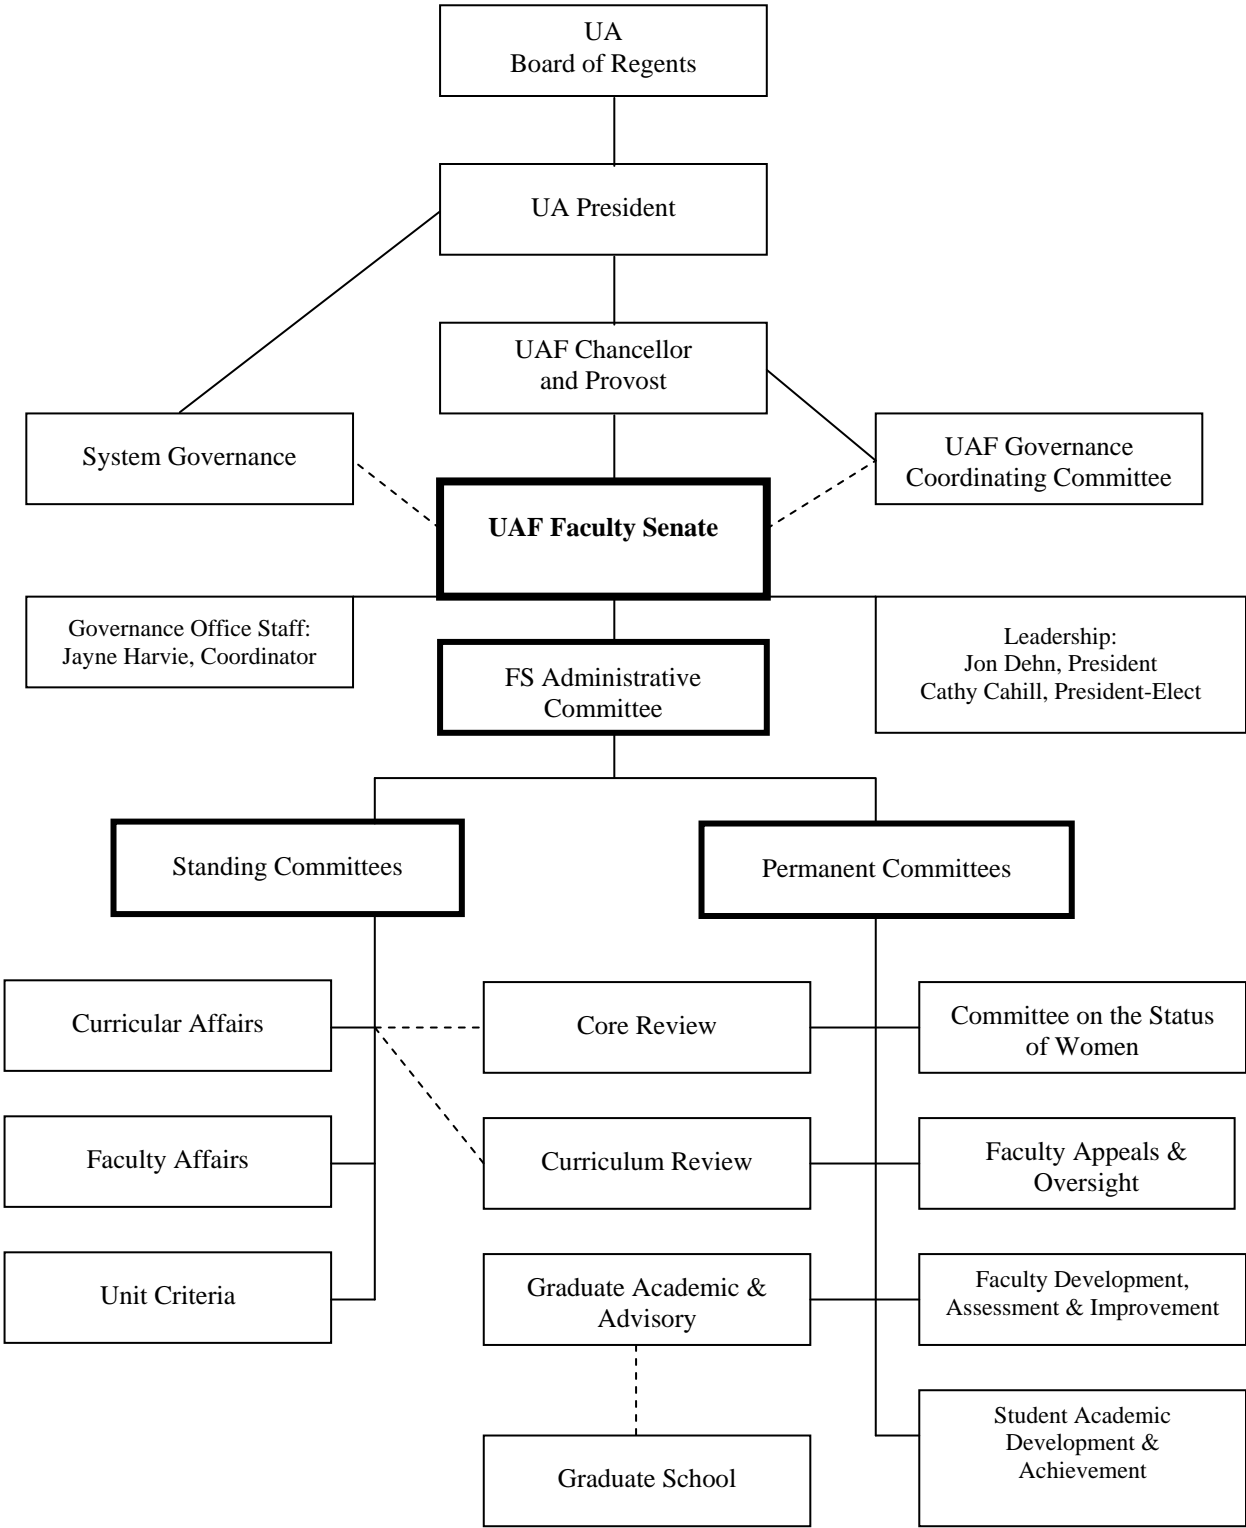 UA
Board of Regents
UA President
UAF Chancellor
and Provost
System Governance
UAF Governance
Coordinating Committee
UAF Faculty Senate
Governance Office Staff:
Jayne Harvie, Coordinator
FS Administrative
Committee
Leadership:
Jon Dehn, President
Cathy Cahill, President-Elect
Standing Committees
Permanent Committees
Curricular Affairs
Core Review
Committee on the Status
of Women
Faculty Affairs
Curriculum Review
Faculty Appeals &
Oversight
Unit Criteria
Graduate Academic &
Advisory
Faculty Development,
Assessment & Improvement
Graduate School
Student Academic
Development &
Achievement